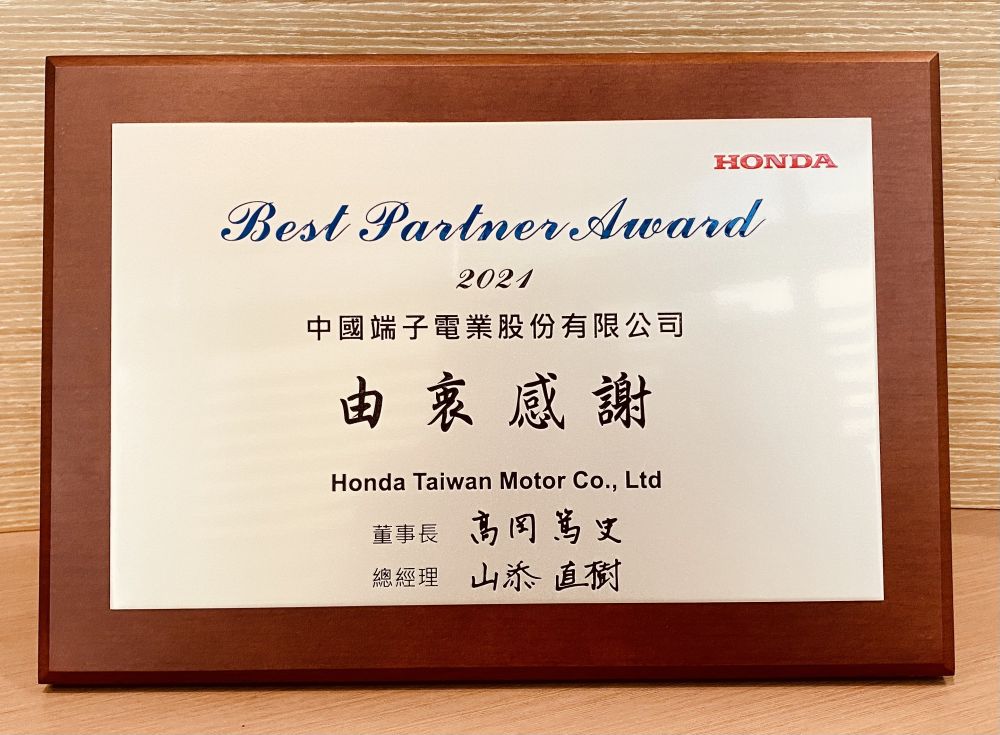 HONDA
Best Partner Award
2021
中國端子電業股份有限公司
由衷感謝
Honda Taiwan Motor Co., Ltd
董事長 高岡篤史
總經理 山添直樹